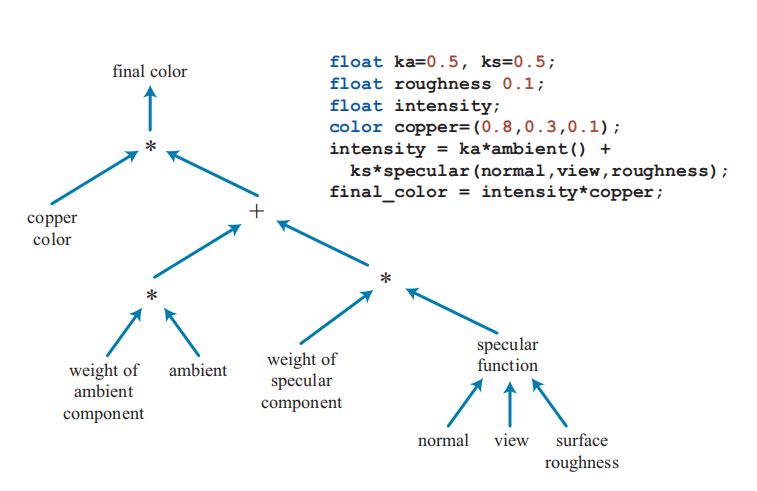 final color
float ka=0.5, ks=0.5;
float roughness 0.1;
float intensity;
color copper=(0.8,0.3,0.1);
intensity = ka*ambient() +
ks*specular(normal,view,roughness);
final_color = intensity*copper;
*
copper
color
+
*
*
weight of
ambient
component
ambient
weight of
specular
component
specular
function
normal
view
surface
roughness